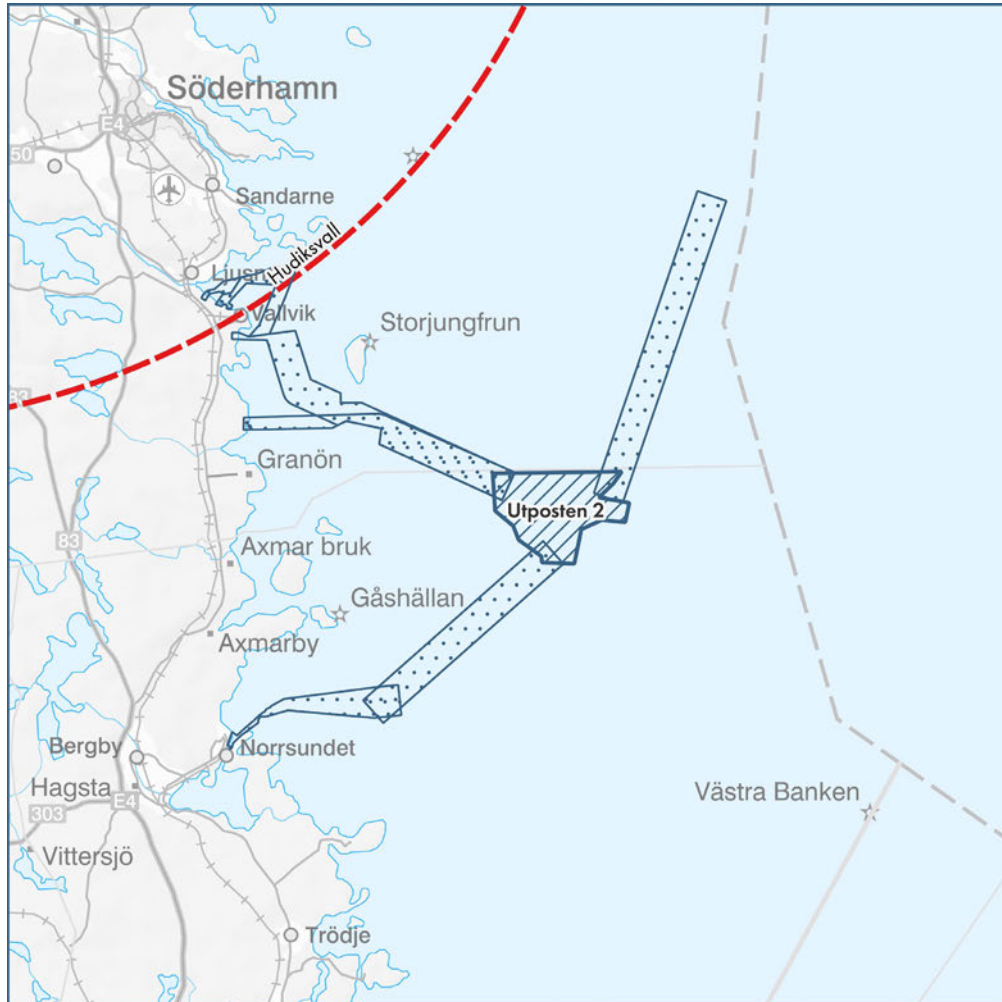 Söderhamn
E4
50
Sandarne
Hudiksvall
Vallvik
Storjungfrun
83
Granön
Utposten 2
83
Axmar bruk
Gåshällan
Axmarby
Norrsundet
Bergby
Hagsta
E4
Västra Banken
303
Vittersjö
Trödje